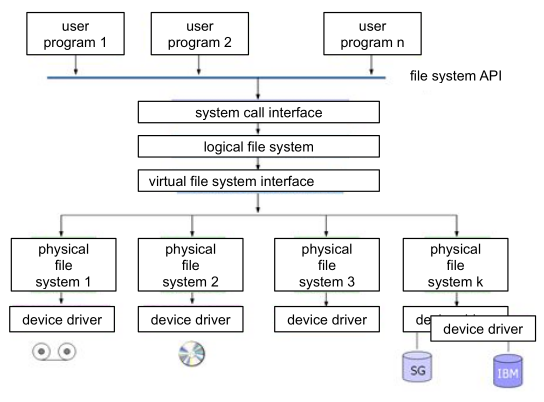 user
program 1
user
program 2
user
program n
file system API
system call interface
logical file system
virtual file system interface
physical
file
system 1
physical
file
system 2
physical
file
system 3
physical
file
system k
device driver
device driver
device driver
device driver
SG
IBM